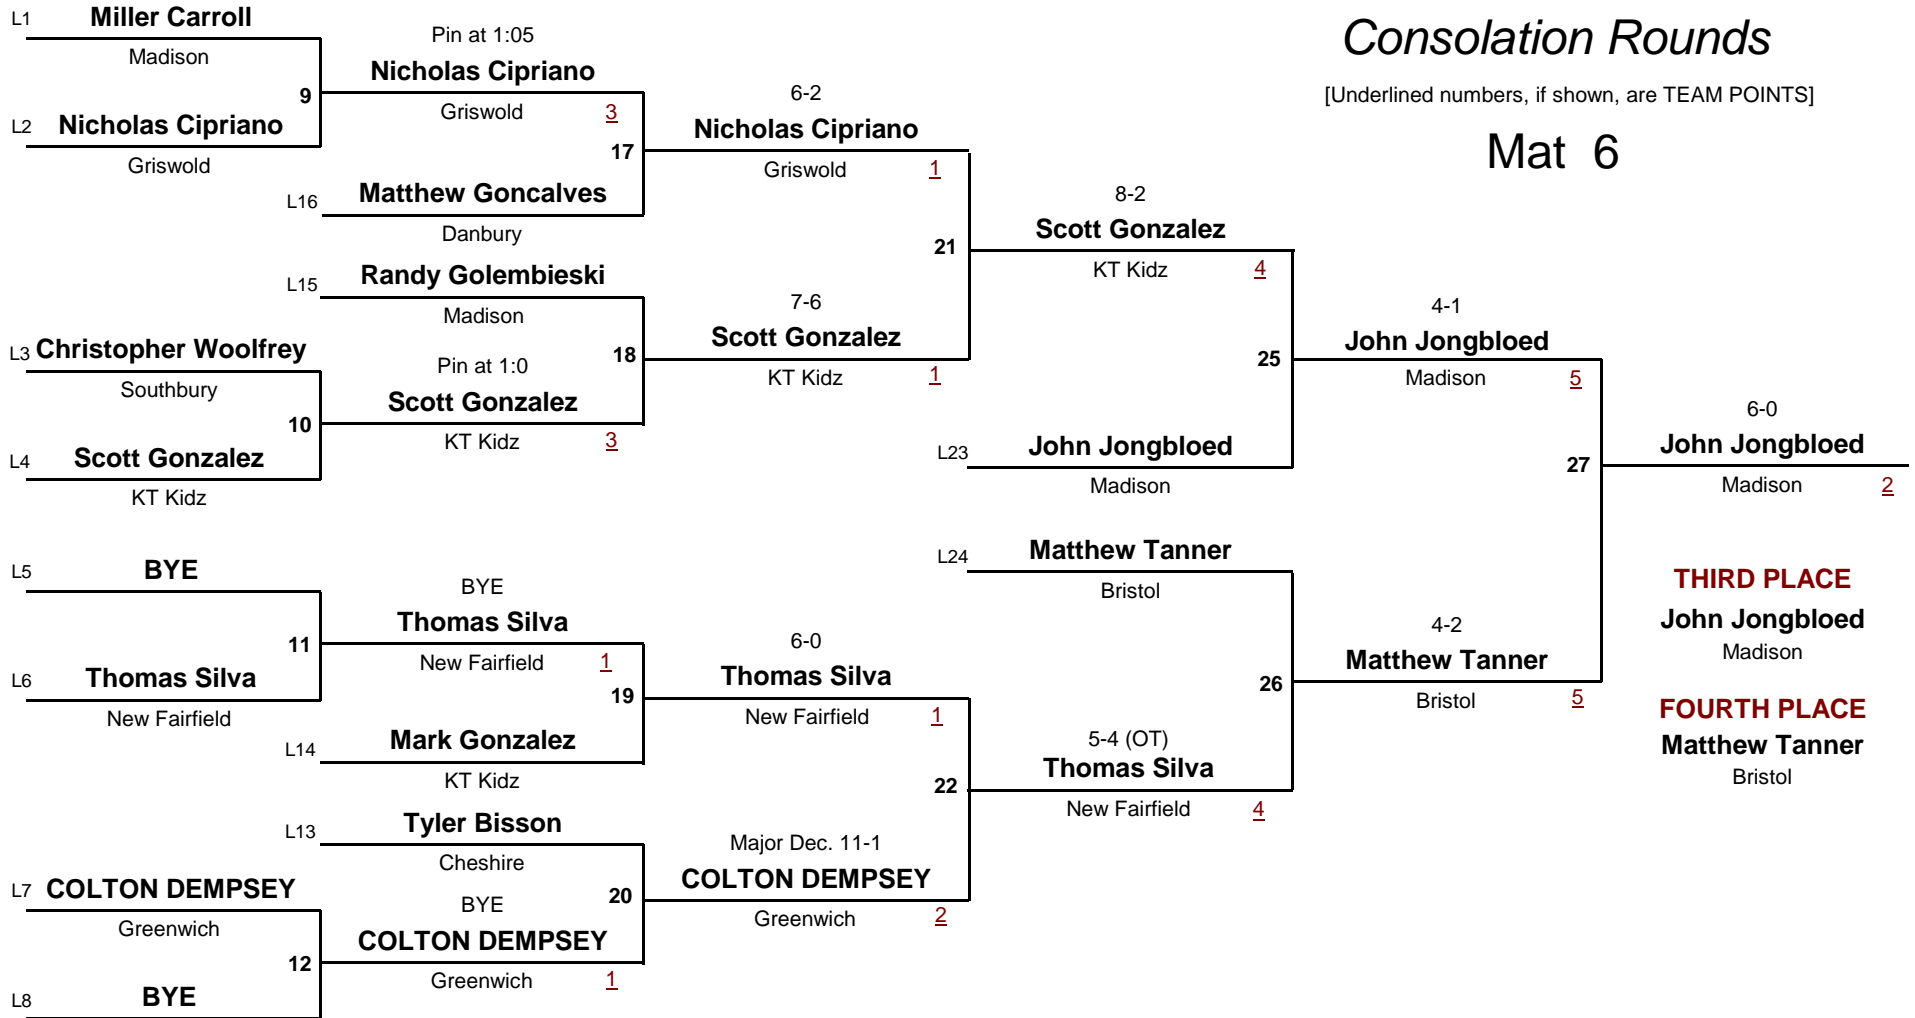 Consolation Rounds
[Underlined numbers, if shown, are TEAM POINTS]
Mat 6
L1 Miller Carroll
Madison
9
L2 Nicholas Cipriano
Griswold
Pin at 1:05
Nicholas Cipriano
Griswold 3
17
L16 Matthew Goncalves
Danbury
6-2
Nicholas Cipriano
Griswold 1
L15 Randy Golembieski
Madison
18
L3 Christopher Woolfrey
Southbury
10
L4 Scott Gonzalez
KT Kidz
Pin at 1:0
Scott Gonzalez
KT Kidz 3
7-6
Scott Gonzalez
KT Kidz 1
21
8-2
Scott Gonzalez
KT Kidz 4
25
L23 John Jongbloed
Madison
4-1
John Jongbloed
Madison 5
27
6-0
John Jongbloed
Madison 2
L5 BYE
11
L6 Thomas Silva
New Fairfield
BYE
Thomas Silva
New Fairfield 1
19
L14 Mark Gonzalez
KT Kidz
6-0
Thomas Silva
New Fairfield 1
22
L13 Tyler Bisson
Cheshire
20
L7 COLTON DEMPSEY
Greenwich
12
L8 BYE
BYE
COLTON DEMPSEY
Greenwich 1
Major Dec. 11-1
COLTON DEMPSEY
Greenwich 2
L24 Matthew Tanner
Bristol
26
5-4 (OT)
Thomas Silva
New Fairfield 4
4-2
Matthew Tanner
Bristol 5
THIRD PLACE
John Jongbloed
Madison
FOURTH PLACE
Matthew Tanner
Bristol